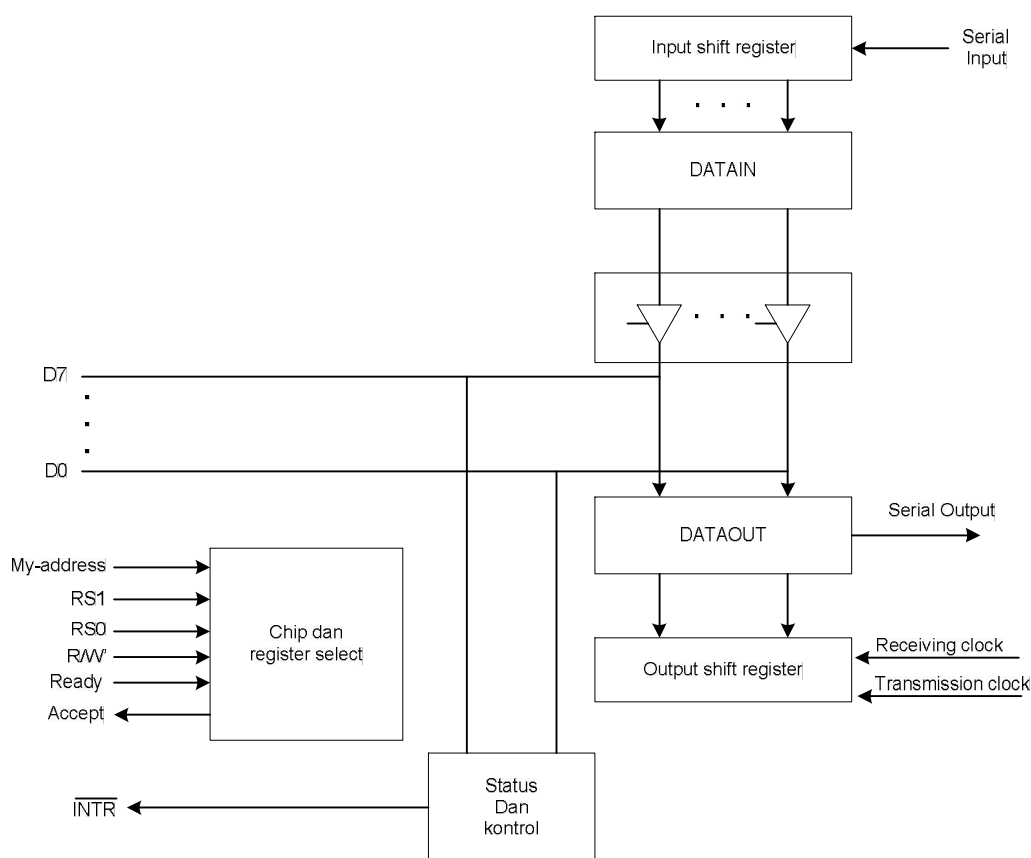 Input shift register
Serial
Input
DATAIN
D7
D0
DATAOUT
Serial Output
My-address
RS1
RS0
R/W'
Ready
Accept
Chip dan
register select
Output shift register
Receiving clock
Transmission clock
Status
Dan
kontrol
INTR